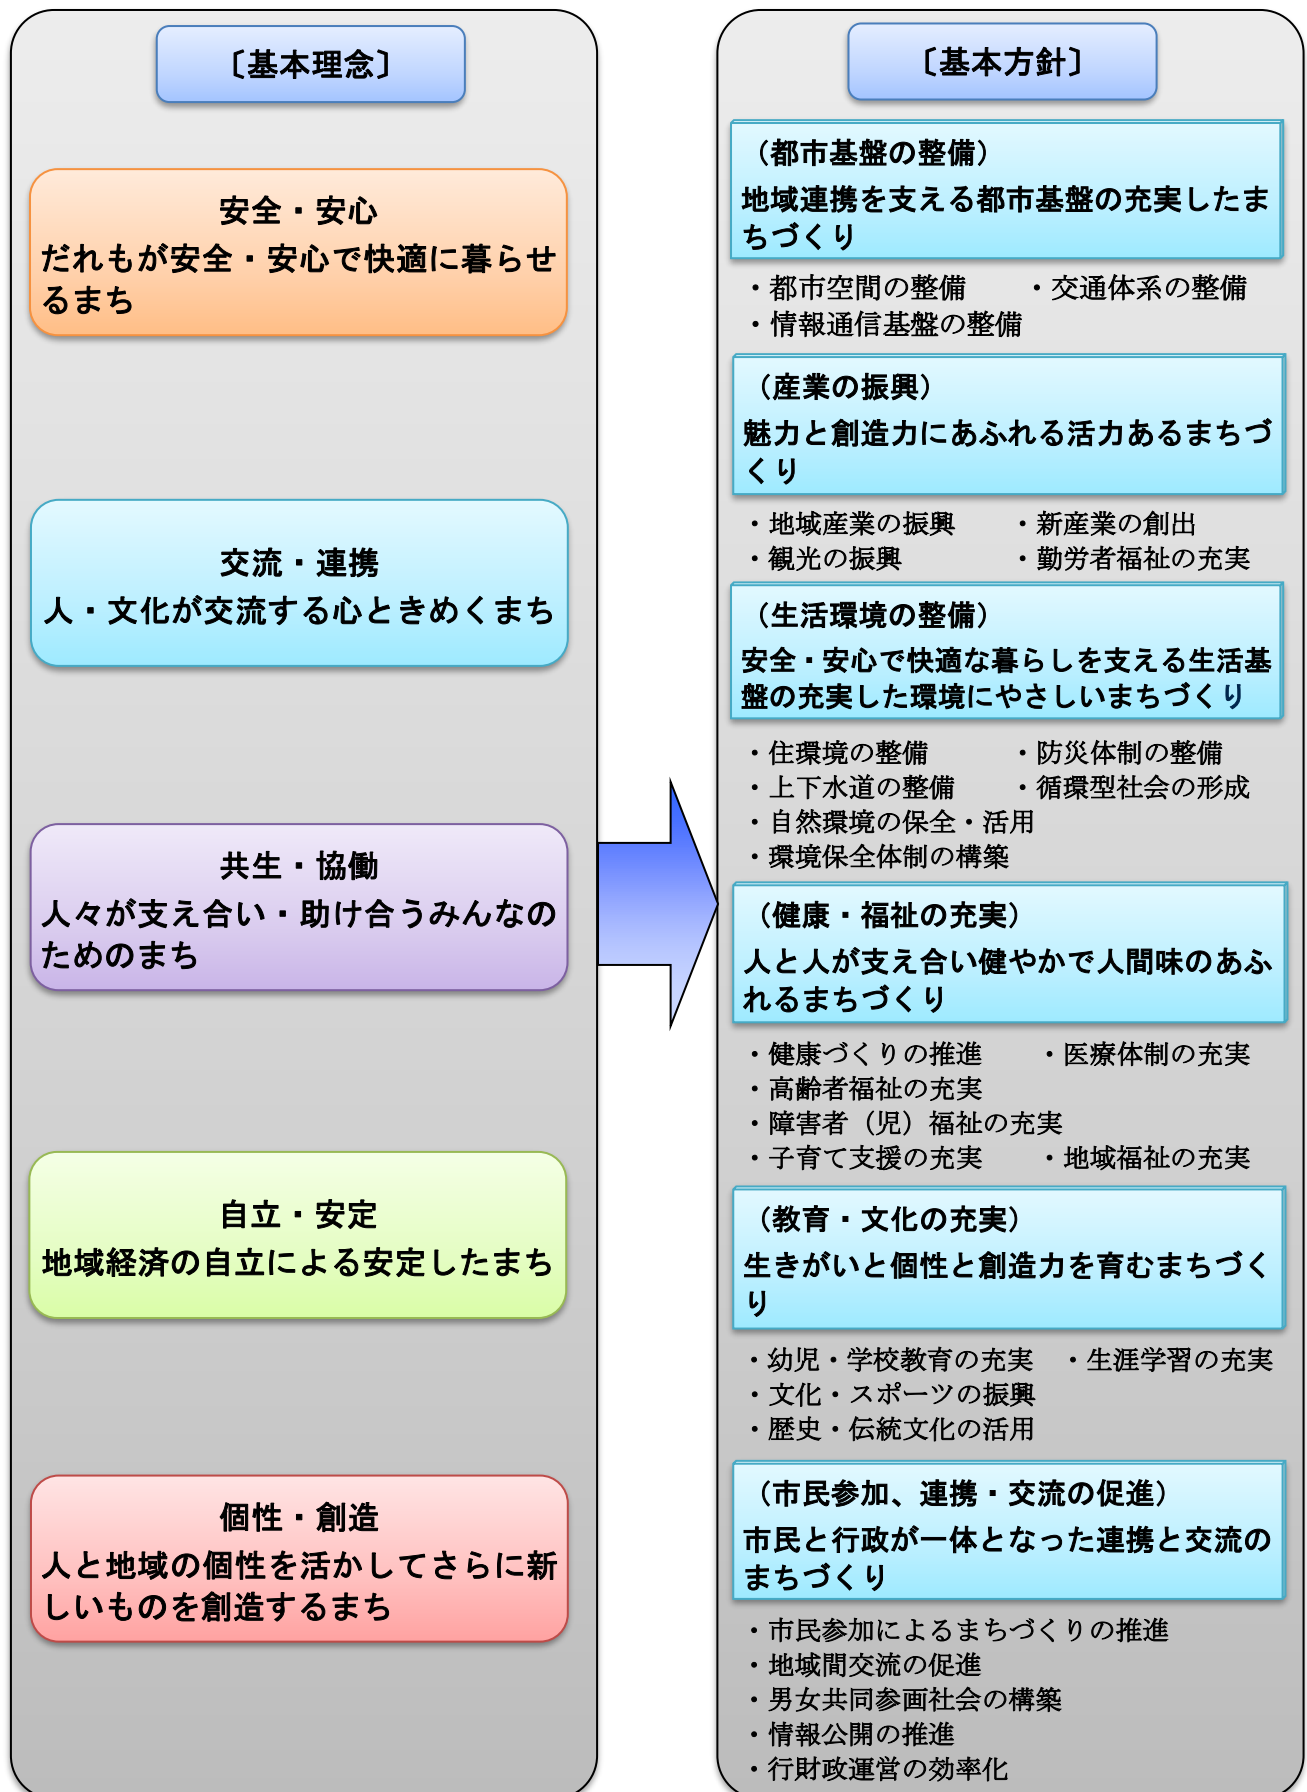 〔基本理念〕
安全・安心
だれもが安全・安心で快適に暮らせ
るまち
交流・連携
人・文化が交流する心ときめくまち
共生・協働
人々が支え合い・助け合うみんなの
ためのまち
自立・安定
地域経済の自立による安定したまち
個性・創造
人と地域の個性を活かしてさらに新
しいものを創造するまち
〔基本方針〕
（都市基盤の整備）
地域連携を支える都市基盤の充実したま
ちづくり
・都市空間の整備　　・交通体系の整備
・情報通信基盤の整備
（産業の振興）
魅力と創造力にあふれる活力あるまちづ
くり
・地域産業の振興　　・新産業の創出
・観光の振興　　　　・勤労者福祉の充実
（生活環境の整備）
安全・安心で快適な暮らしを支える生活基
盤の充実した環境にやさしいまちづくり
・住環境の整備　　　・防災体制の整備
・上下水道の整備　　・循環型社会の形成
・自然環境の保全・活用
・環境保全体制の構築
（健康・福祉の充実）
人と人が支え合い健やかで人間味のあふ
れるまちづくり
・健康づくりの推進　　・医療体制の充実
・高齢者福祉の充実
・障害者（児）福祉の充実
・子育て支援の充実　　・地域福祉の充実
（教育・文化の充実）
生きがいと個性と創造力を育むまちづく
り
・幼児・学校教育の充実　・生涯学習の充実
・文化・スポーツの振興
・歴史・伝統文化の活用
（市民参加、連携・交流の促進）
市民と行政が一体となった連携と交流の
まちづくり
・市民参加によるまちづくりの推進
・地域間交流の促進
・男女共同参画社会の構築
・情報公開の推進
・行財政運営の効率化